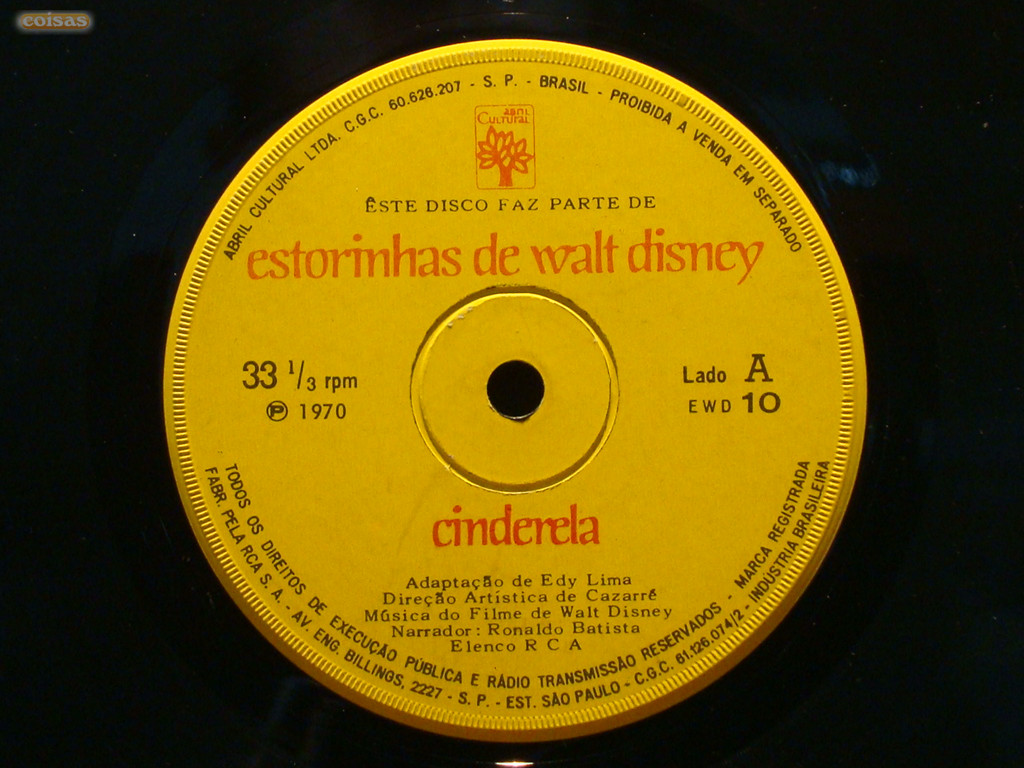 coisas
ABRIL CULTURAL LTDA. C.G.C. 60.626.207 - S. P. - BRASIL - PROIBIDA A VENDA EM SEPARADO
ABRIL
CULTURAL
ÊSTE DISCO FAZ PARTE DE
estorinhas de walt disney
33 1/3 rpm
Ⓟ 1970
Lado A
EWD 10
cinderela
Adaptação de Edy Lima
Direção Artística de Cazarré
Música do Filme de Walt Disney
Narrador: Ronaldo Batista
Elenco R C A
TODOS OS DIREITOS DE EXECUÇÃO PÚBLICA E RÁDIO TRANSMISSÃO RESERVADOS - MARCA REGISTRADA
FABR. PELA RCA S. A. - AV. ENG. BILLINGS, 2227 - S. P. - EST. SÃO PAULO - C.G.C. 61.126.074/2 - INDÚSTRIA BRASILEIRA